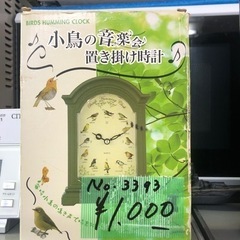 BIRDS HUMMING CLOCK
小鳥の音楽会
置き掛け時計
No.3393
¥1,000
CD